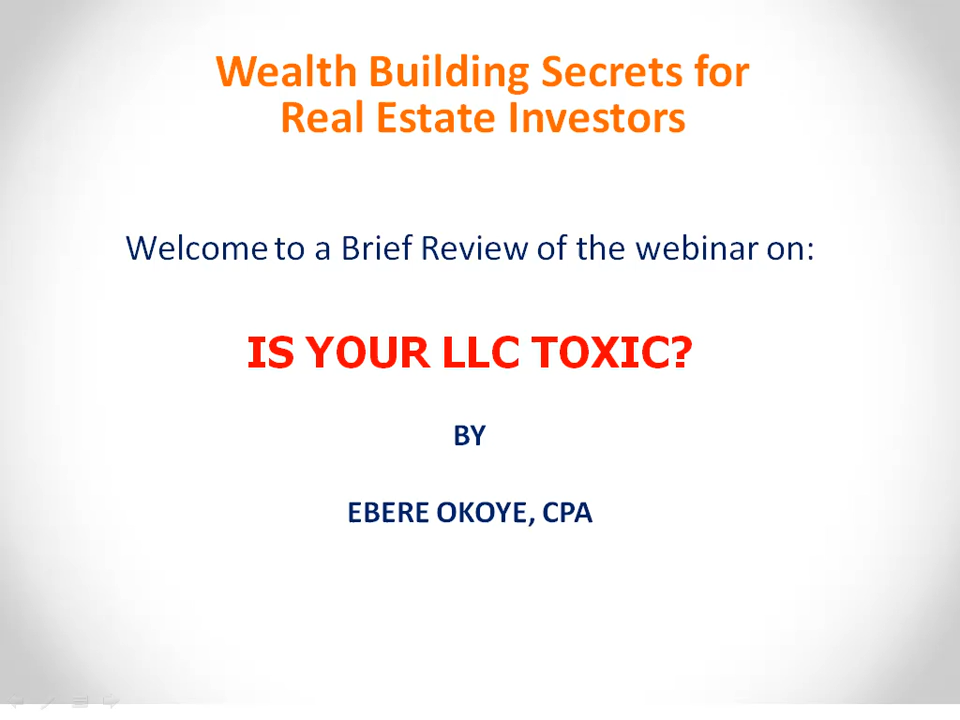 Wealth Building Secrets for
Real Estate Investors
Welcome to a Brief Review of the webinar on:
IS YOUR LLC TOXIC?
BY
EBERE OKOYE, CPA